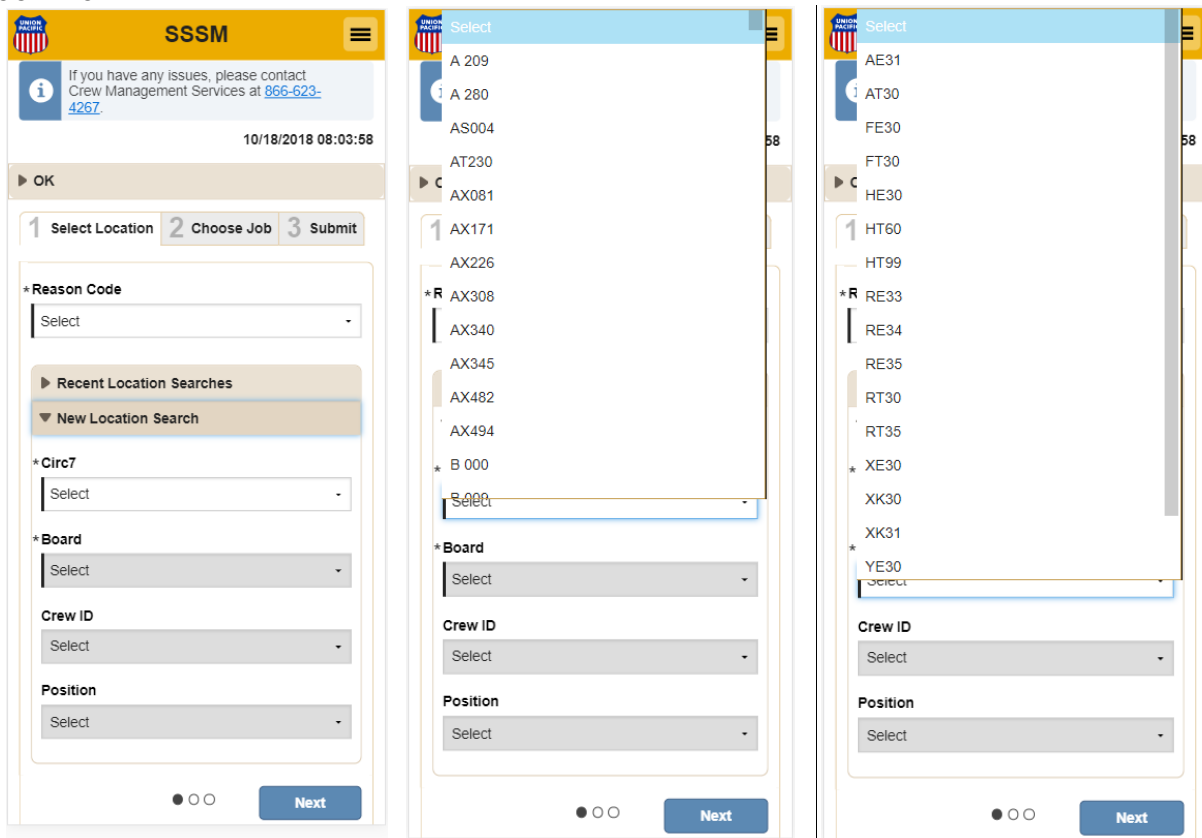 UNION
PACIFIC
SSSM
If you have any issues, please contact
Crew Management Services at 866-623-
4267.
10/18/2018 08:03:58
OK
1 Select Location 2 Choose Job 3 Submit
*Reason Code
Select
Recent Location Searches
New Location Search
*Circ7
Select
*Board
Select
Crew ID
Select
Position
Select
Next
UNION
PACIFIC
Select
A 209
A 280
AS004
AT230
58
AX081
AX171
1
AX226
*R
AX308
AX340
AX345
AX482
AX494
B 000
*
Select
*Board
Select
Crew ID
Select
Position
Select
Next
UNION
PACIFIC
Select
AE31
AT30
FE30
58
FT30
HE30
1
HT60
HT99
*R
RE33
RE34
RE35
RT30
RT35
XE30
*
XK30
XK31
*
YE30
Select
Crew ID
Select
Position
Select
Next